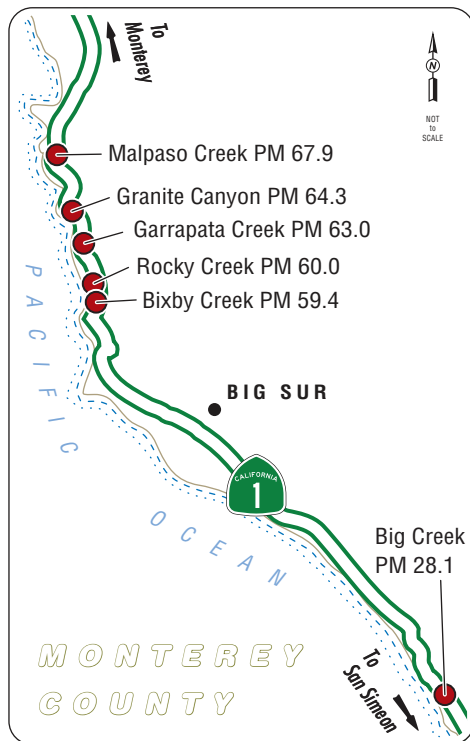 To
Monterey
N
NOT
to
SCALE
Malpaso Creek PM 67.9
Granite Canyon PM 64.3
Garrapata Creek PM 63.0
Rocky Creek PM 60.0
Bixby Creek PM 59.4
PACIFIC
OCEAN
BIG SUR
CALIFORNIA
1
Big Creek
PM 28.1
MONTEREY
COUNTY
To
San Simeon